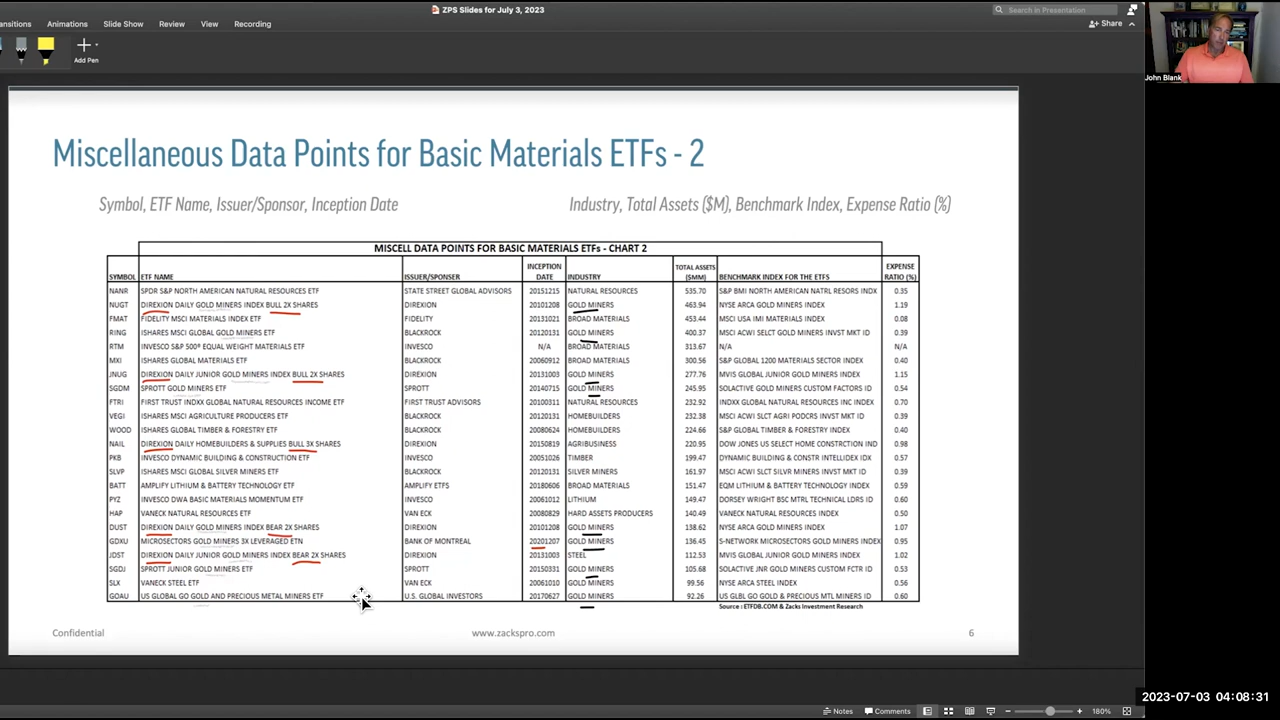 ZPS Slides for July 3, 2023
Search in Presentation
nsitions Animations Slide Show Review View Recording
Share
Add Pen
John Blank
Miscellaneous Data Points for Basic Materials ETFs - 2
Symbol, ETF Name, Issuer/Sponsor, Inception Date Industry, Total Assets ($M), Benchmark Index, Expense Ratio (%)
MISCELL DATA POINTS FOR BASIC MATERIALS ETFs - CHART 2
SYMBOL ETF NAME ISSUER/SPONSER INCEPTION DATE INDUSTRY TOTAL ASSETS ($MM) BENCHMARK INDEX FOR THE ETFS EXPENSE RATIO (%)
NANR SPDR S&P NORTH AMERICAN NATURAL RESOURCES ETF STATE STREET GLOBAL ADVISORS 20151215 NATURAL RESOURCES 535.70 S&P BMI NORTH AMERICAN NATRL RESORS INDX 0.35
NUGT DIREXION DAILY GOLD MINERS INDEX BULL 2X SHARES DIREXION 20101208 GOLD MINERS 463.94 NYSE ARCA GOLD MINERS INDEX 1.19
FMAT FIDELITY MSCI MATERIALS INDEX ETF FIDELITY 20131021 BROAD MATERIALS 453.44 MSCI USA IMI MATERIALS INDEX 0.08
RING ISHARES MSCI GLOBAL GOLD MINERS ETF BLACKROCK 20120131 GOLD MINERS 400.37 MSCI ACWI SELCT GOLD MINERS INVST MKT ID 0.39
RTM INVESCO S&P 500® EQUAL WEIGHT MATERIALS ETF INVESCO N/A BROAD MATERIALS 313.67 N/A N/A
MXI ISHARES GLOBAL MATERIALS ETF BLACKROCK 20060912 BROAD MATERIALS 300.56 S&P GLOBAL 1200 MATERIALS SECTOR INDEX 0.40
JNUG DIREXION DAILY JUNIOR GOLD MINERS INDEX BULL 2X SHARES DIREXION 20131003 GOLD MINERS 277.76 MVIS GLOBAL JUNIOR GOLD MINERS INDEX 1.15
SGDM SPROTT GOLD MINERS ETF SPROTT 20140715 GOLD MINERS 245.95 SOLACTIVE GOLD MINERS CUSTOM FACTORS ID 0.54
FTRI FIRST TRUST INDXX GLOBAL NATURAL RESOURCES INCOME ETF FIRST TRUST ADVISORS 20100311 NATURAL RESOURCES 232.92 INDXX GLOBAL NATURAL RESOURCES INC INDEX 0.70
VEGI ISHARES MSCI AGRICULTURE PRODUCERS ETF BLACKROCK 20120131 HOMEBUILDERS 232.38 MSCI ACWI SLCT AGRI PODCRS INVST MKT ID 0.39
WOOD ISHARES GLOBAL TIMBER & FORESTRY ETF BLACKROCK 20080624 HOMEBUILDERS 224.66 S&P GLOBAL TIMBER & FORESTRY INDEX 0.40
NAIL DIREXION DAILY HOMEBUILDERS & SUPPLIES BULL 3X SHARES DIREXION 20150819 AGRIBUSINESS 220.95 DOW JONES US SELECT HOME CONSTRCTION IND 0.98
PKB INVESCO DYNAMIC BUILDING & CONSTRUCTION ETF INVESCO 20051026 TIMBER 199.47 DYNAMIC BUILDING & CONSTR INTELLIDEX IDX 0.57
SLVP ISHARES MSCI GLOBAL SILVER MINERS ETF BLACKROCK 20120131 SILVER MINERS 161.97 MSCI ACWI SLCT SILVR MINERS INVST MKT ID 0.39
BATT AMPLIFY LITHIUM & BATTERY TECHNOLOGY ETF AMPLIFY ETFS 20180606 BROAD MATERIALS 151.47 EQM LITHIUM & BATTERY TECHNOLOGY INDEX 0.59
PYZ INVESCO DWA BASIC MATERIALS MOMENTUM ETF INVESCO 20061012 LITHIUM 149.47 DORSEY WRIGHT BSC MTRL TECHNICAL LDRS ID 0.60
HAP VANECK NATURAL RESOURCES ETF VAN ECK 20080829 HARD ASSETS PRODUCERS 140.49 VANECK NATURAL RESOURCES INDEX 0.50
DUST DIREXION DAILY GOLD MINERS INDEX BEAR 2X SHARES DIREXION 20101208 GOLD MINERS 138.62 NYSE ARCA GOLD MINERS INDEX 1.07
GDXU MICROSECTORS GOLD MINERS 3X LEVERAGED ETN BANK OF MONTREAL 20201207 GOLD MINERS 136.45 S-NETWORK MICROSECTORS GOLD MINERS INDEX 0.95
JDST DIREXION DAILY JUNIOR GOLD MINERS INDEX BEAR 2X SHARES DIREXION 20131003 STEEL 112.53 MVIS GLOBAL JUNIOR GOLD MINERS INDEX 1.02
SGDJ SPROTT JUNIOR GOLD MINERS ETF SPROTT 20150331 GOLD MINERS 105.68 SOLACTIVE JNR GOLD MINERS CUSTOM FCTR ID 0.53
SLX VANECK STEEL ETF VAN ECK 20061010 GOLD MINERS 99.56 NYSE ARCA STEEL INDEX 0.56
GOAU US GLOBAL GO GOLD AND PRECIOUS METAL MINERS ETF U.S. GLOBAL INVESTORS 20170627 GOLD MINERS 92.26 US GLBL GO GOLD & PRECIOUS MTL MINERS ID 0.60
Source : ETFDB.COM & Zacks Investment Research
Confidential www.zackspro.com 6
2023-07-03 04:08:31
Notes Comments 180%